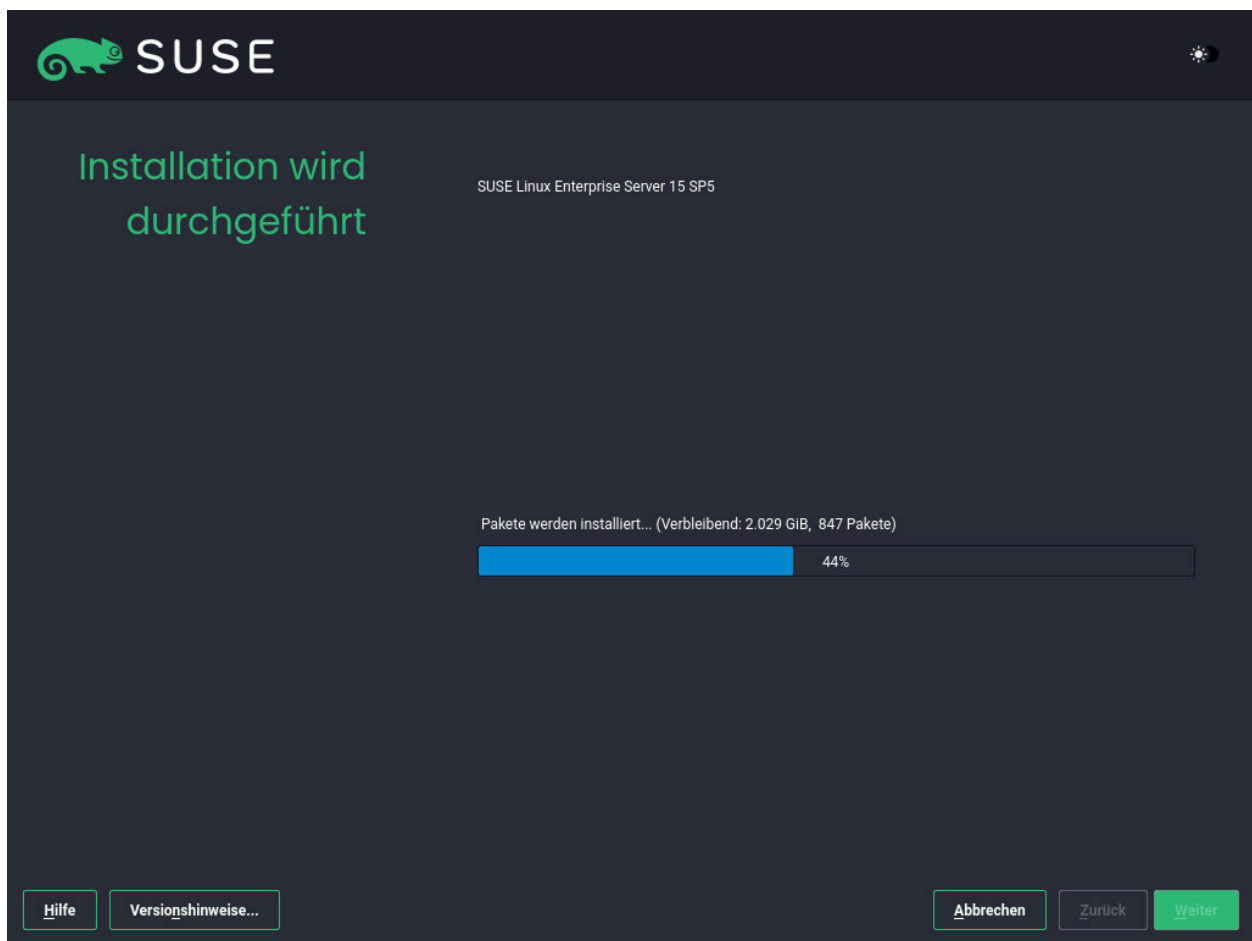 SUSE
Installation wird
durchgeführt
SUSE Linux Enterprise Server 15 SP5
Pakete werden installiert... (Verbleibend: 2.029 GiB, 847 Pakete)
44%
Hilfe
Versionshinweise...
Abbrechen
Zurück
Weiter